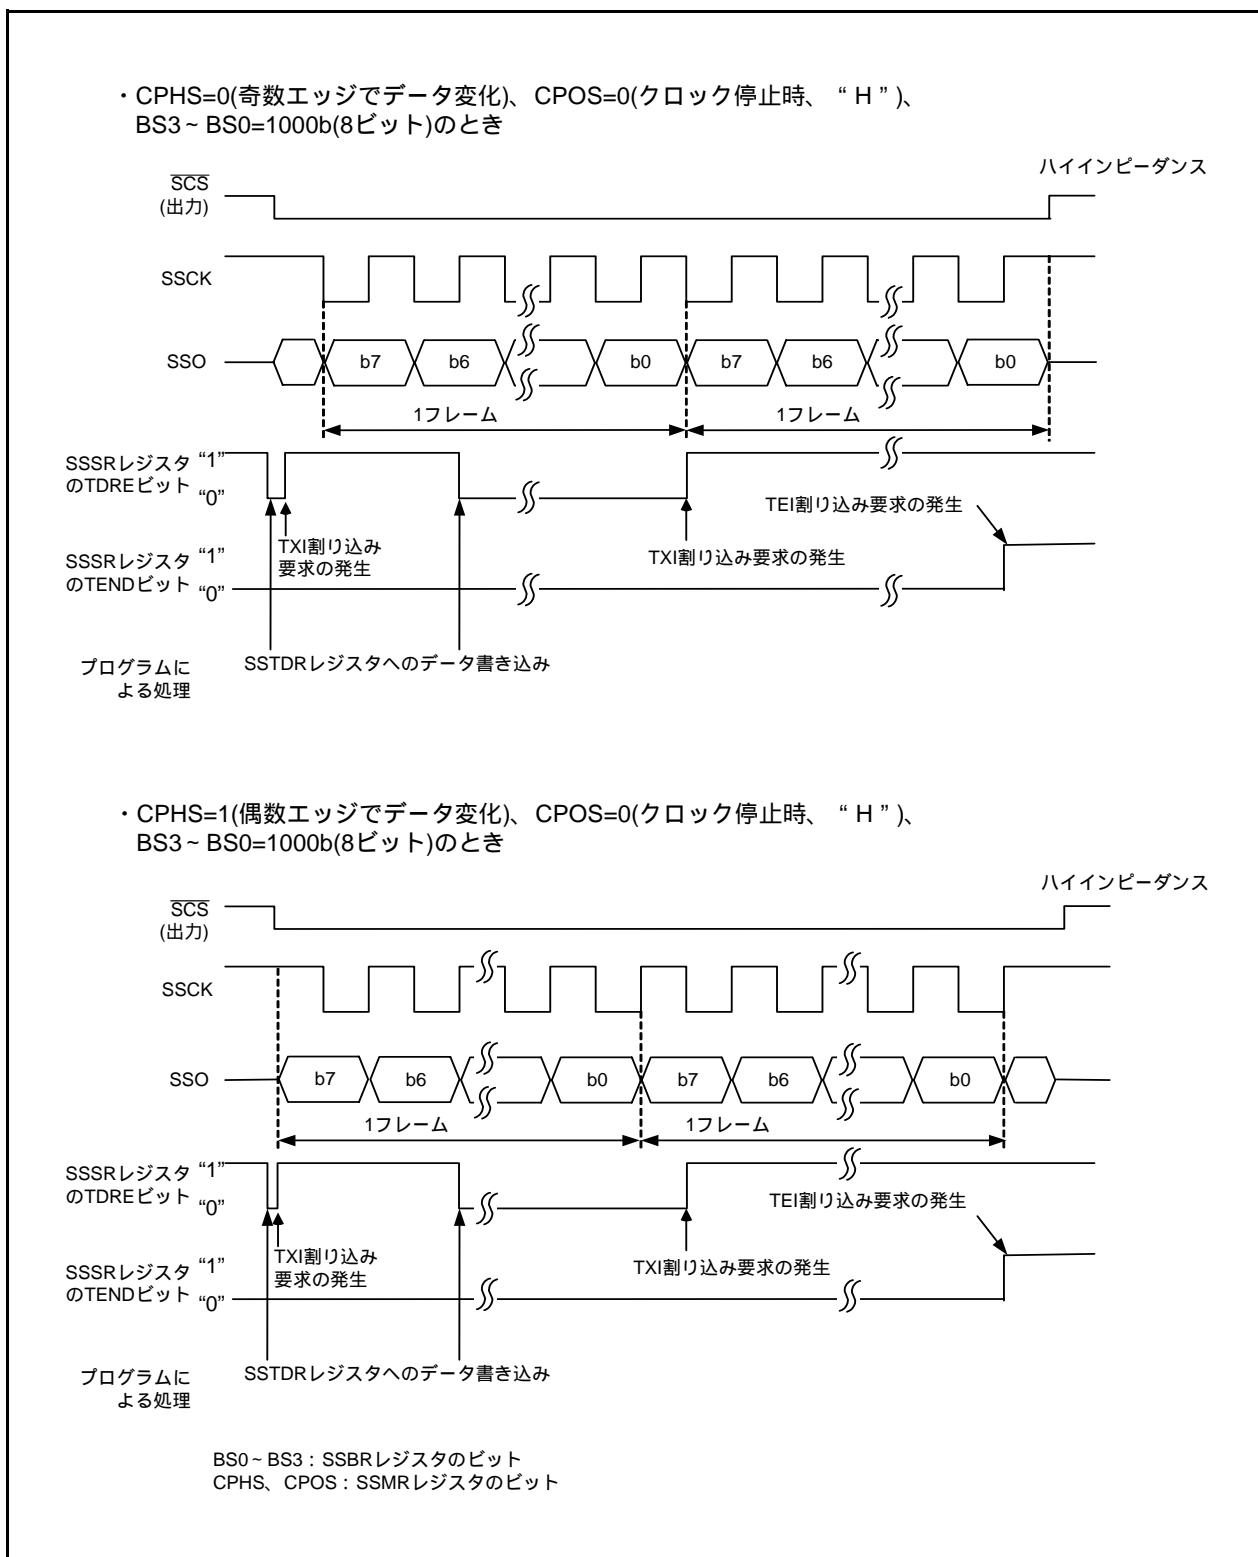 ・CPHS=0(奇数エッジでデータ変化)、CPOS=0(クロック停止時、“H”)、
BS3~BS0=1000b(8ビット)のとき
ハイインピーダンス
SCS
(出力)
SSCK
SSO
b7
b6
b0
b7
b6
b0
1フレーム
1フレーム
SSSRレジスタ “1”
のTDREビット “0”
TEI割り込み要求の発生
TXI割り込み
要求の発生
TXI割り込み要求の発生
SSSRレジスタ “1”
のTENDビット “0”
プログラムに
よる処理
SSTDRレジスタへのデータ書き込み
・CPHS=1(偶数エッジでデータ変化)、CPOS=0(クロック停止時、“H”)、
BS3~BS0=1000b(8ビット)のとき
ハイインピーダンス
SCS
(出力)
SSCK
SSO
b7
b6
b0
b7
b6
b0
1フレーム
1フレーム
SSSRレジスタ “1”
のTDREビット “0”
TEI割り込み要求の発生
TXI割り込み
要求の発生
TXI割り込み要求の発生
SSSRレジスタ “1”
のTENDビット “0”
プログラムに
よる処理
SSTDRレジスタへのデータ書き込み
BS0~BS3:SSBRレジスタのビット
CPHS、CPOS:SSMRレジスタのビット